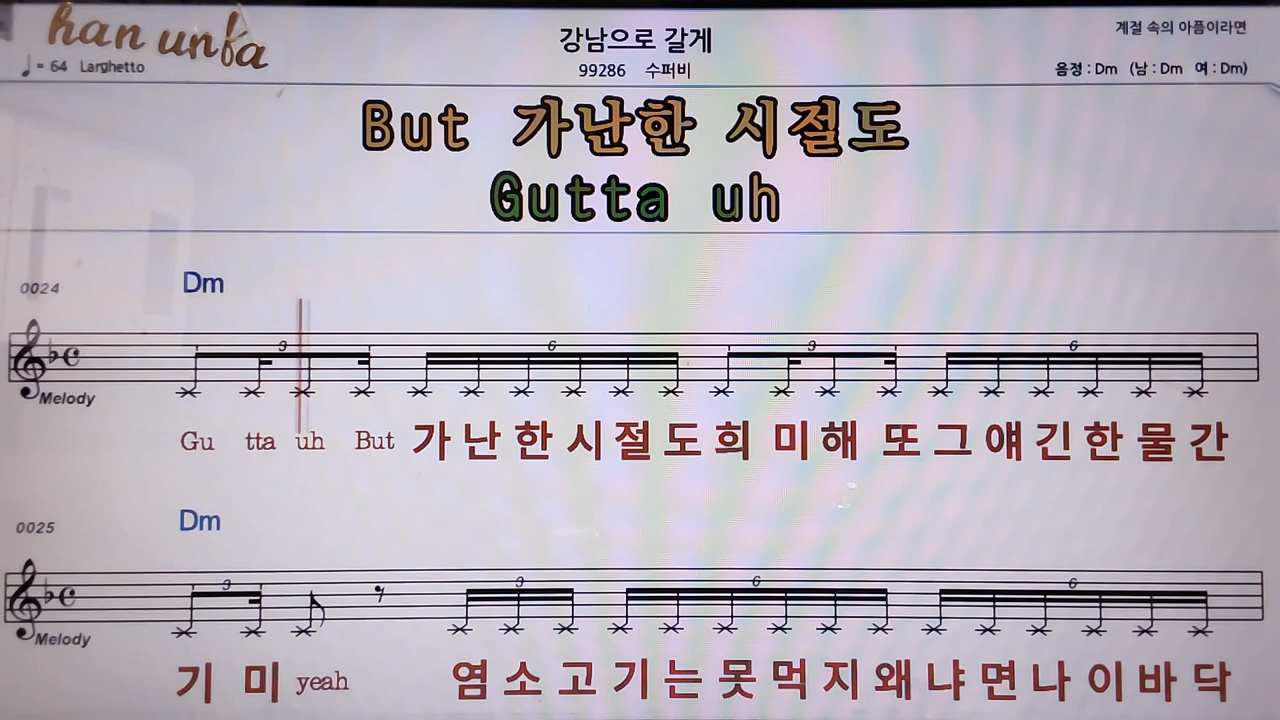 han unfa
강남으로 갈게
계절 속의 아픔이라면
♩= 64 Larghetto
99286 수퍼비
음정 : Dm (남 : Dm 여 : Dm)
But 가난한 시절도
Gutta uh
0024 Dm
3 6 3 6
Melody
Gu tta uh But 가 난 한 시 절 도 희 미 해 또 그 얘 긴 한 물 간
0025 Dm
3 3 6 6
Melody
기 미 yeah 염 소 고 기 는 못 먹 지 왜 냐 면 나 이 바 닥